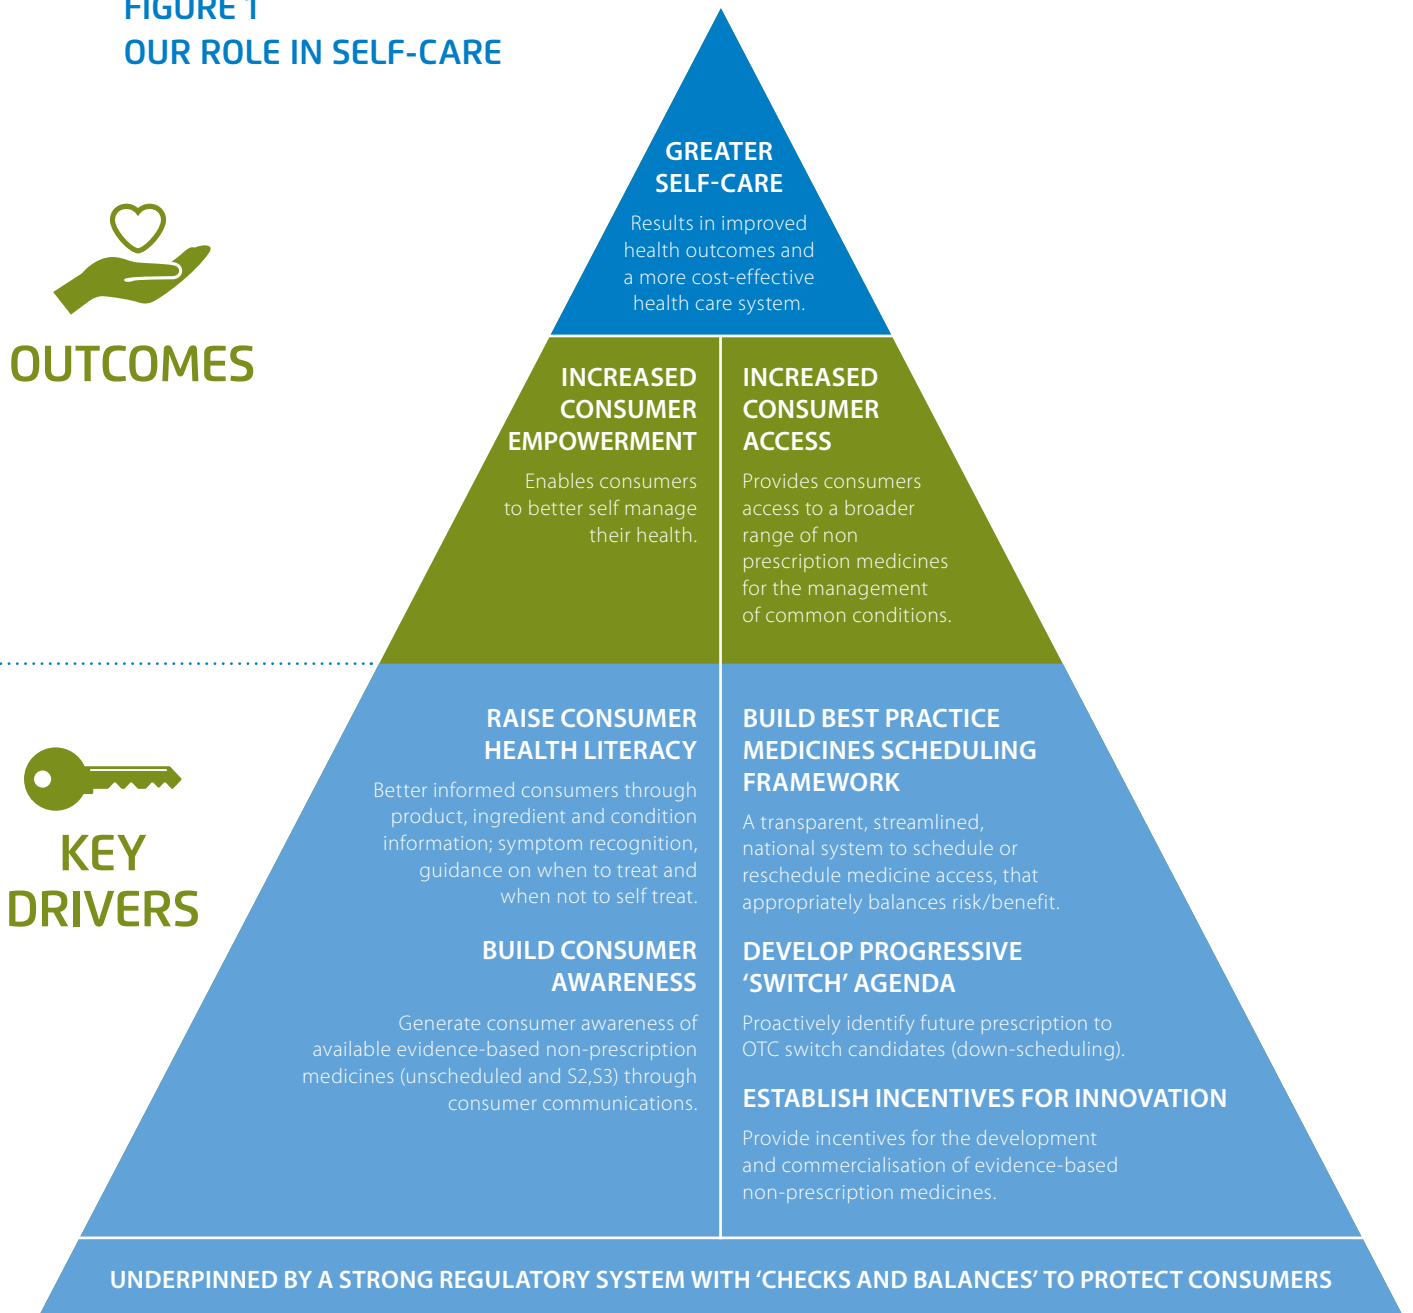 FIGURE 1
OUR ROLE IN SELF-CARE
GREATER
SELF-CARE
Results in improved
health outcomes and
a more cost-effective
health care system.
OUTCOMES
INCREASED
CONSUMER
EMPOWERMENT
Enables consumers
to better self manage
their health.
INCREASED
CONSUMER
ACCESS
Provides consumers
access to a broader
range of non
prescription medicines
for the management
of common conditions.
KEY
DRIVERS
RAISE CONSUMER
HEALTH LITERACY
Better informed consumers through
product, ingredient and condition
information; symptom recognition,
guidance on when to treat and
when not to self treat.
BUILD CONSUMER
AWARENESS
Generate consumer awareness of
available evidence-based non-prescription
medicines (unscheduled and S2,S3) through
consumer communications.
BUILD BEST PRACTICE
MEDICINES SCHEDULING
FRAMEWORK
A transparent, streamlined,
national system to schedule or
reschedule medicine access, that
appropriately balances risk/benefit.
DEVELOP PROGRESSIVE
‘SWITCH’ AGENDA
Proactively identify future prescription to
OTC switch candidates (down-scheduling).
ESTABLISH INCENTIVES FOR INNOVATION
Provide incentives for the development
and commercialisation of evidence-based
non-prescription medicines.
UNDERPINNED BY A STRONG REGULATORY SYSTEM WITH ‘CHECKS AND BALANCES’ TO PROTECT CONSUMERS